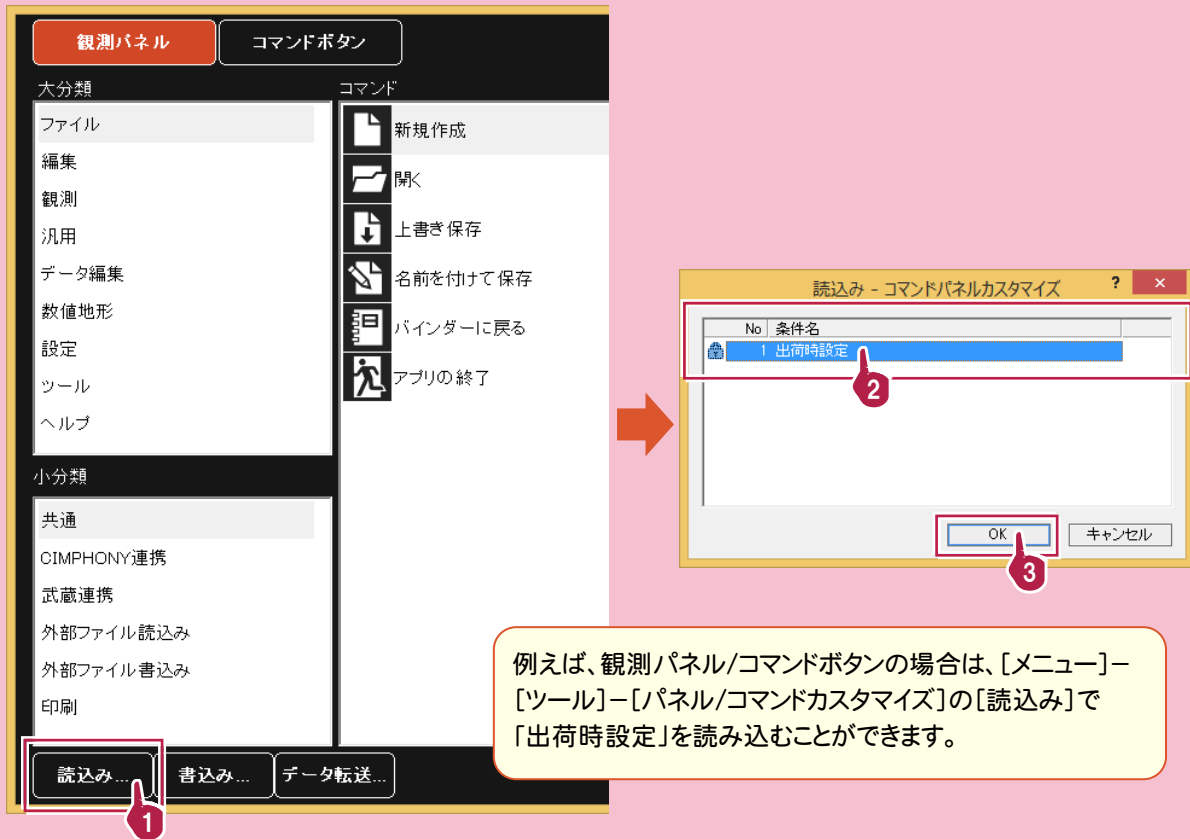 観測パネル
コマンドボタン
大分類
ファイル
編集
観測
汎用
データ編集
数値地形
設定
ツール
ヘルプ
小分類
共通
CIMPHONY連携
武蔵連携
外部ファイル読込み
外部ファイル書込み
印刷
コマンド
新規作成
開く
上書き保存
名前を付けて保存
バインダーに戻る
アプリの終了
読込み...
書込み...
データ転送...
1
読込み - コマンドパネルカスタマイズ
? ×
No 条件名
1 出荷時設定
2
OK
キャンセル
3
例えば、観測パネル/コマンドボタンの場合は、[メニュー]－
[ツール]－[パネル/コマンドカスタマイズ]の[読込み]で
「出荷時設定」を読み込むことができます。